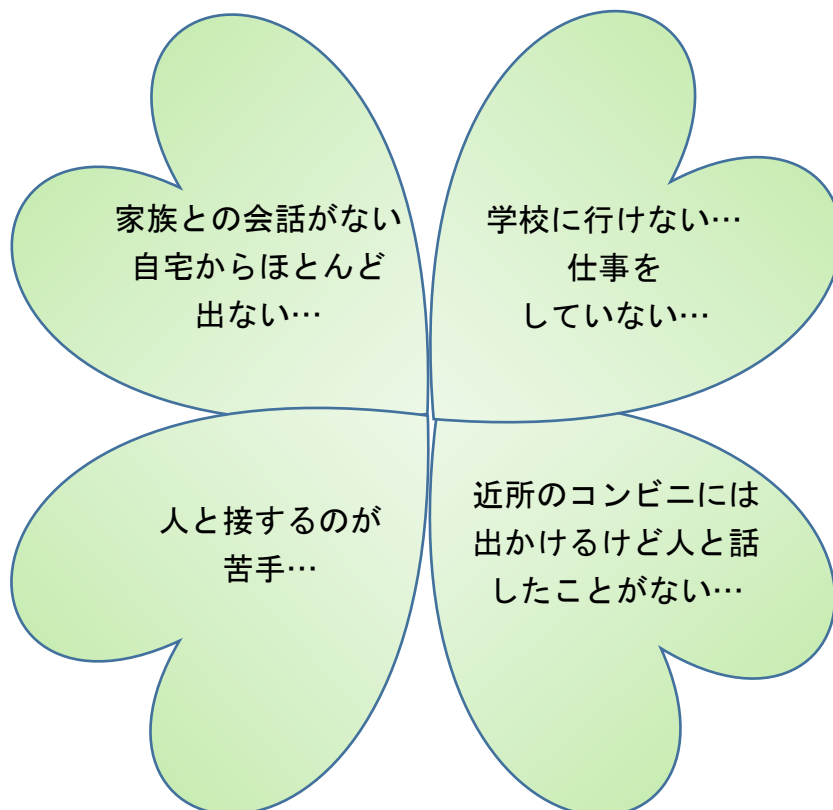 家族との会話がない
自宅からほとんど
出ない…
学校に行けない…
仕事を
していない…
人と接するのが
苦手…
近所のコンビニには
出かけるけど人と話
したことがない…